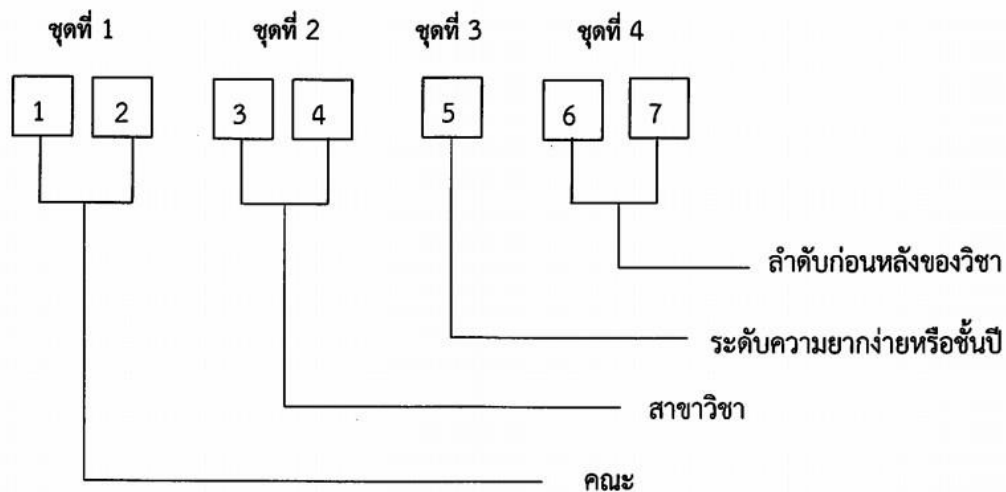 ชุดที่ 1 ชุดที่ 2 ชุดที่ 3 ชุดที่ 4
1 2 3 4 5 6 7
ลำดับก่อนหลังของวิชา
ระดับความยากง่ายหรือชั้นปี
สาขาวิชา
คณะ